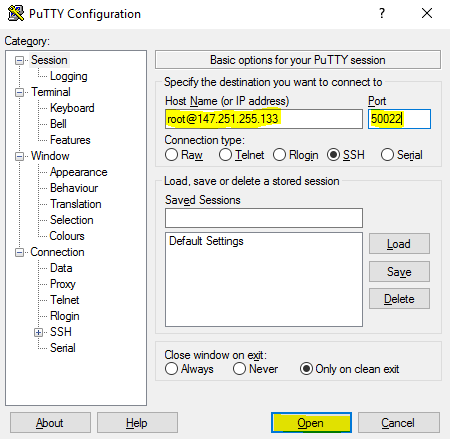 PuTTY Configuration
Category:
Session
Logging
Terminal
Keyboard
Bell
Features
Window
Appearance
Behaviour
Translation
Selection
Colours
Connection
Data
Proxy
Telnet
Rlogin
SSH
Serial
Basic options for your PuTTY session
Specify the destination you want to connect to
Host Name (or IP address) Port
root@147.251.255.133 50022
Connection type:
Raw Telnet Rlogin SSH Serial
Load, save or delete a stored session
Saved Sessions
Default Settings
Load
Save
Delete
Close window on exit:
Always Never Only on clean exit
About Help Open Cancel